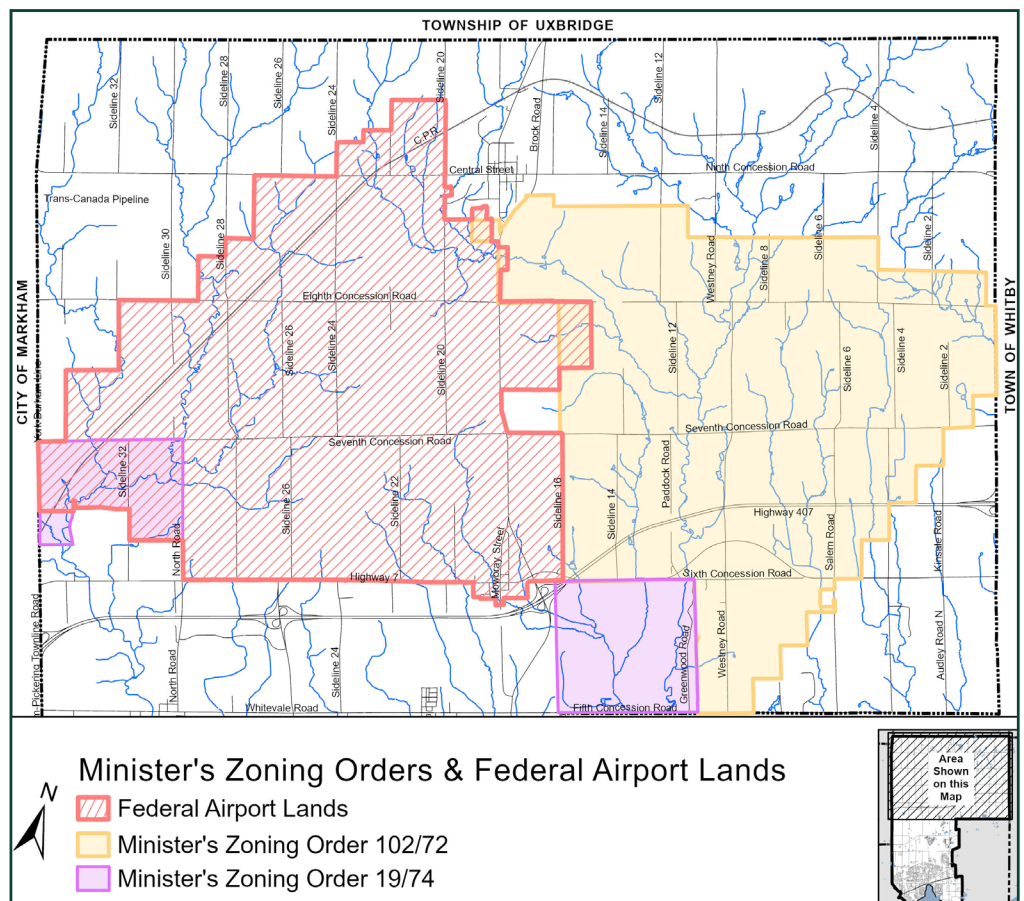 TOWNSHIP OF UXBRIDGE
Sideline 32
Sideline 28
Sideline 26
Sideline 24
Sideline 20
Sideline 12
Brock Road
Sideline 14
Sideline 4
C.P.R.
Central Street
Ninth Concession Road
Trans-Canada Pipeline
Sideline 30
Sideline 28
Westney Road
Sideline 8
Sideline 6
Sideline 2
Eighth Concession Road
CITY OF MARKHAM
TOWN OF WHITBY
Sideline 26
Sideline 24
Sideline 20
Sideline 12
Sideline 6
Sideline 4
Sideline 2
York-Durham Line
Seventh Concession Road
Seventh Concession Road
Sideline 32
Sideline 26
Sideline 22
Sideline 16
Sideline 14
Paddock Road
Highway 407
North Road
Mowbray Street
Salem Road
Kinsale Road
Highway 7
Sixth Concession Road
-Pickering Townline Road
North Road
Sideline 24
Greenwood Road
Westney Road
Audley Road N
Whitevale Road
Fifth Concession Road
Minister's Zoning Orders & Federal Airport Lands
N
Federal Airport Lands
Minister's Zoning Order 102/72
Minister's Zoning Order 19/74
Area
Shown
on this
Map